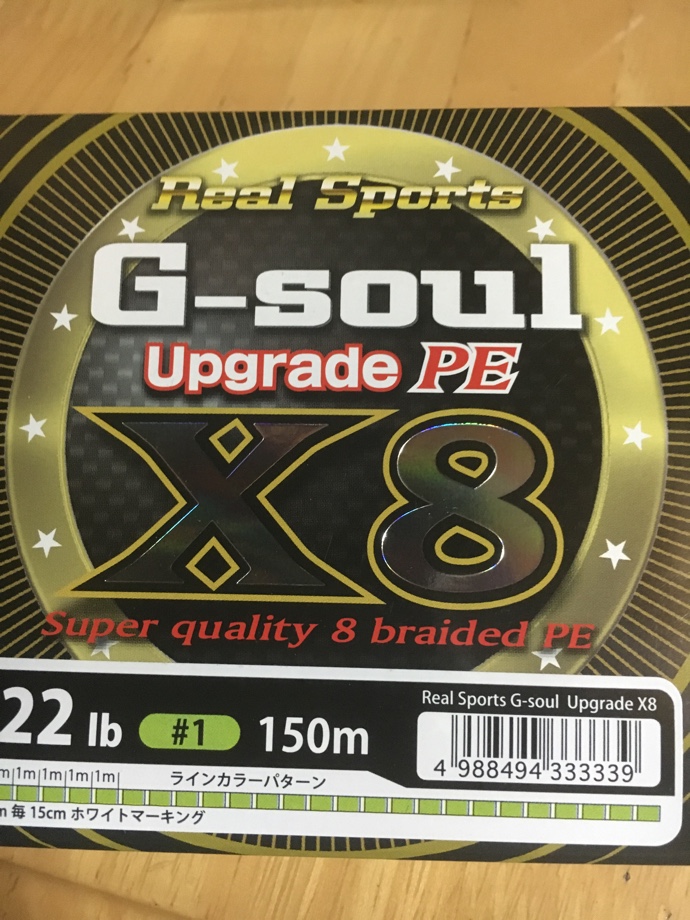 Real Sports
G-soul
Upgrade PE
X8
Super quality 8 braided PE
22 lb #1 150m
Real Sports G-soul Upgrade X8
4 988494 333339
1m 1m 1m 1m
ラインカラーパターン
毎 15cm ホワイトマーキング